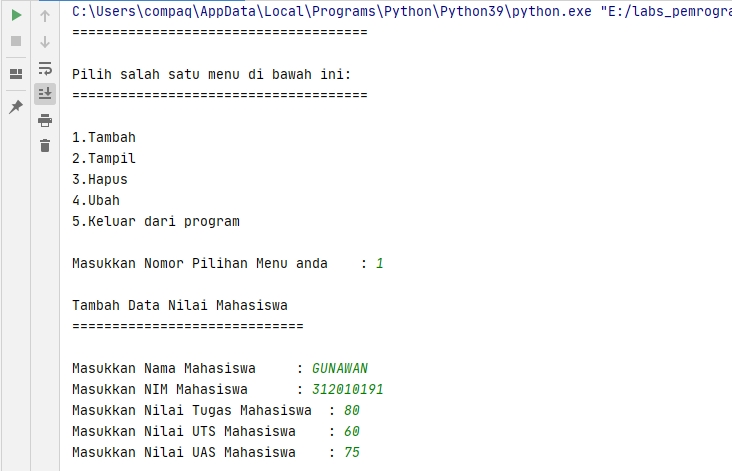 C:\Users\compaq\AppData\Local\Programs\Python\Python39\python.exe "E:/labs_pemrogra
=====================================

Pilih salah satu menu di bawah ini:
=====================================

1.Tambah
2.Tampil
3.Hapus
4.Ubah
5.Keluar dari program

Masukkan Nomor Pilihan Menu anda    : 1

Tambah Data Nilai Mahasiswa
=============================

Masukkan Nama Mahasiswa     : GUNAWAN
Masukkan NIM Mahasiswa      : 312010191
Masukkan Nilai Tugas Mahasiswa  : 80
Masukkan Nilai UTS Mahasiswa    : 60
Masukkan Nilai UAS Mahasiswa    : 75